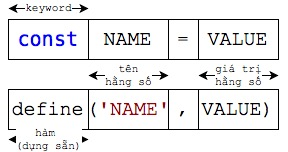 keyword
const NAME = VALUE
tên hằng số
giá trị hằng số
define ('NAME' , VALUE)
hàm (dựng sẵn)